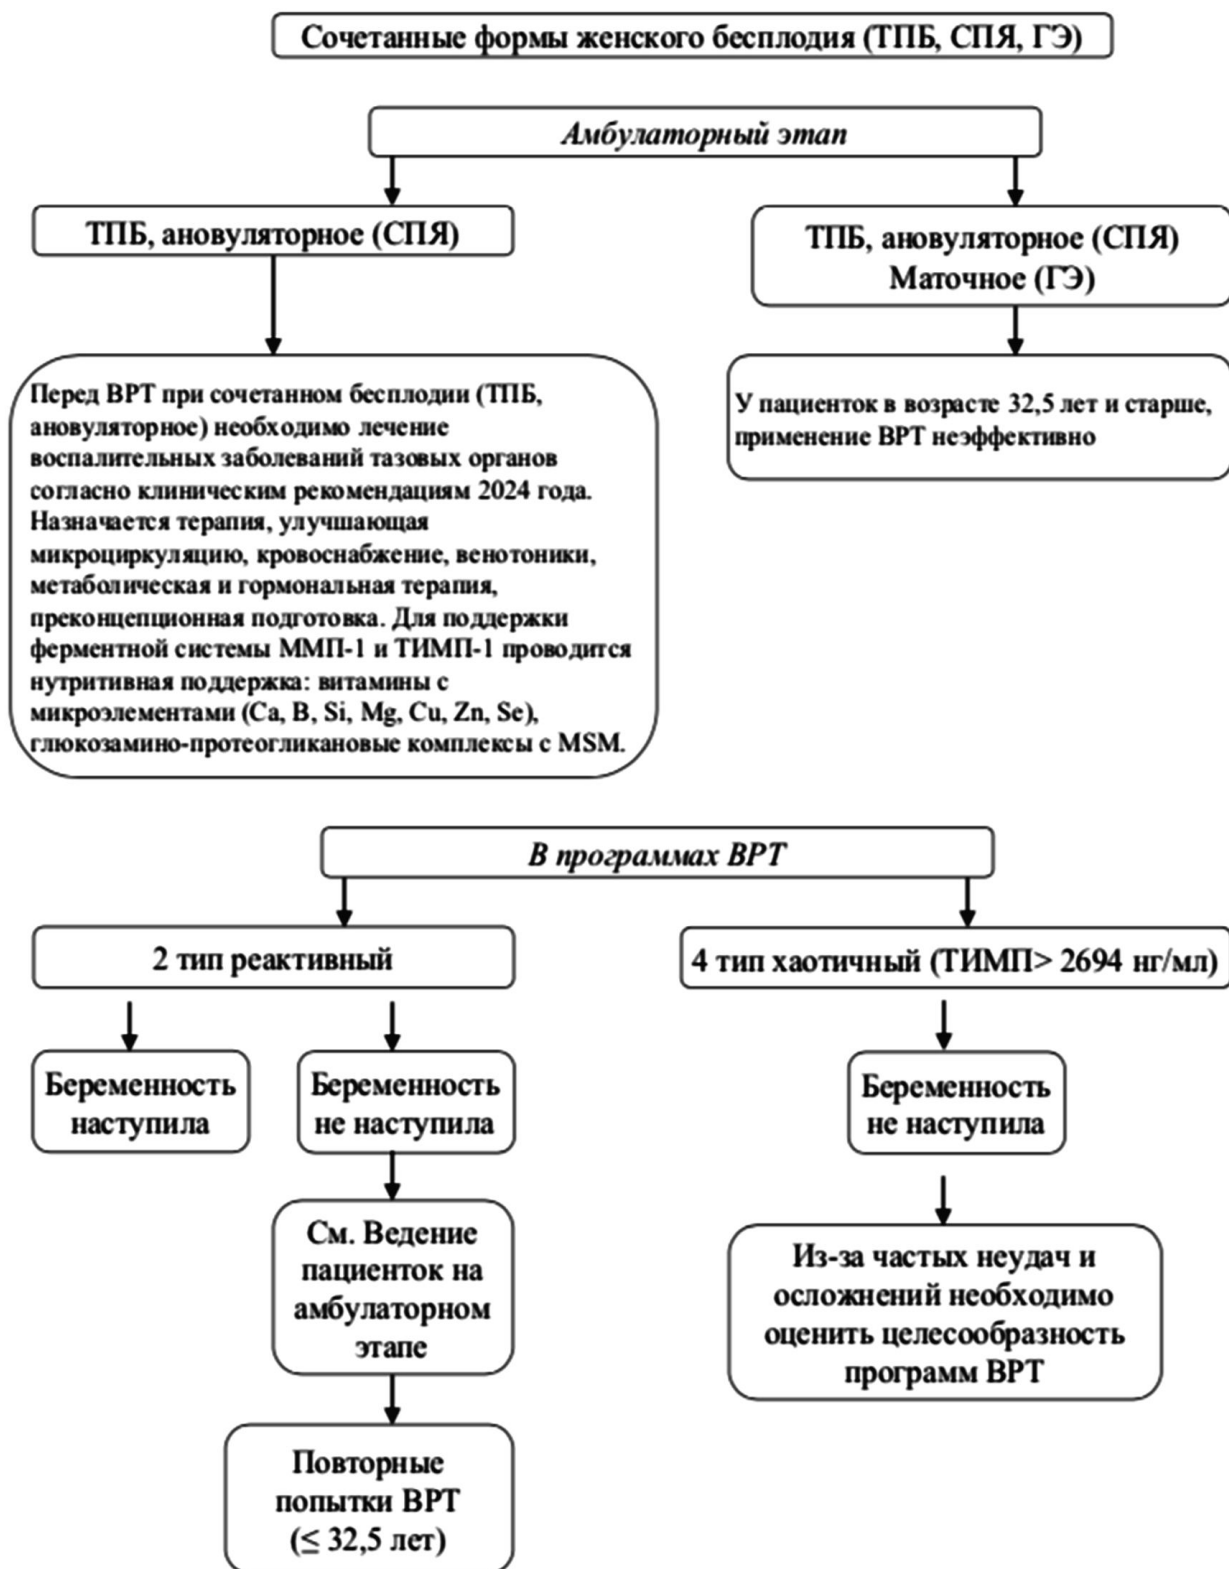 Сочетанные формы женского бесплодия (ТПБ, СПЯ, ГЭ)
Амбулаторный этап
ТПБ, ановуляторное (СПЯ)
ТПБ, ановуляторное (СПЯ)
Маточное (ГЭ)
Перед ВРТ при сочетанном бесплодии (ТПБ,
ановуляторное) необходимо лечение
воспалительных заболеваний тазовых органов
согласно клиническим рекомендациям 2024 года.
Назначается терапия, улучшающая
микроциркуляцию, кровоснабжение, венотоники,
метаболическая и гормональная терапия,
преконцепционная подготовка. Для поддержки
ферментной системы ММП-1 и ТИМП-1 проводится
нутритивная поддержка: витамины с
микроэлементами (Ca, B, Si, Mg, Cu, Zn, Se),
глюкозамино-протеогликановые комплексы с MSM.
У пациенток в возрасте 32,5 лет и старше,
применение ВРТ неэффективно
В программах ВРТ
2 тип реактивный
4 тип хаотичный (ТИМП> 2694 нг/мл)
Беременность
наступила
Беременность
не наступила
Беременность
не наступила
См. Ведение
пациенток на
амбулаторном
этапе
Из-за частых неудач и
осложнений необходимо
оценить целесообразность
программ ВРТ
Повторные
попытки ВРТ
(≤ 32,5 лет)